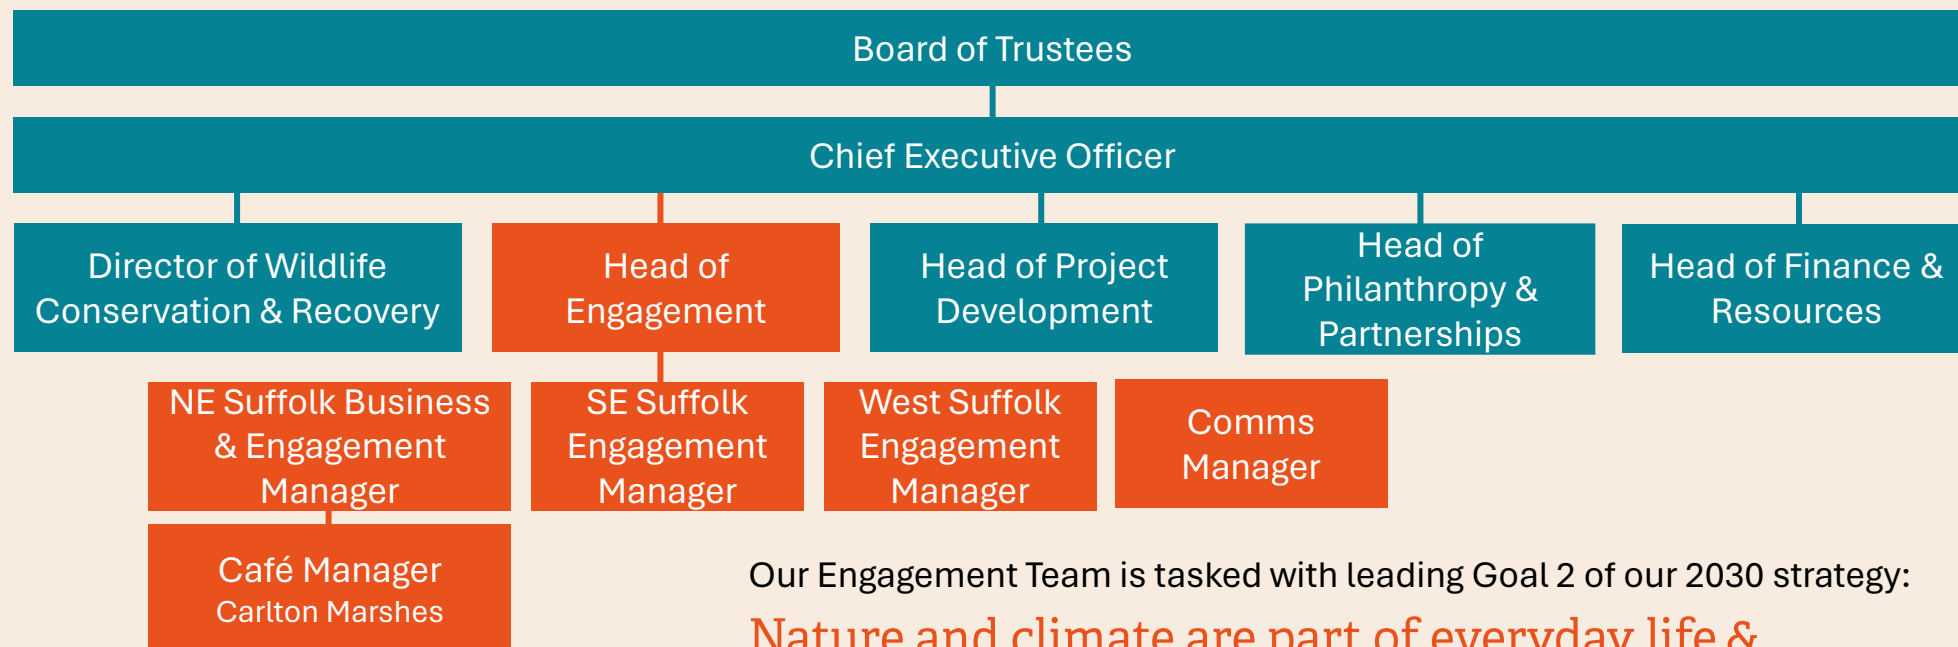 Board of Trustees
Chief Executive Officer
Director of Wildlife
Conservation & Recovery
Head of
Engagement
Head of Project
Development
Head of
Philanthropy &
Partnerships
Head of Finance &
Resources
NE Suffolk Business
& Engagement
Manager
SE Suffolk
Engagement
Manager
West Suffolk
Engagement
Manager
Comms
Manager
Café Manager
Carlton Marshes
Our Engagement Team is tasked with leading Goal 2 of our 2030 strategy:
Nature and climate are part of everyday life &